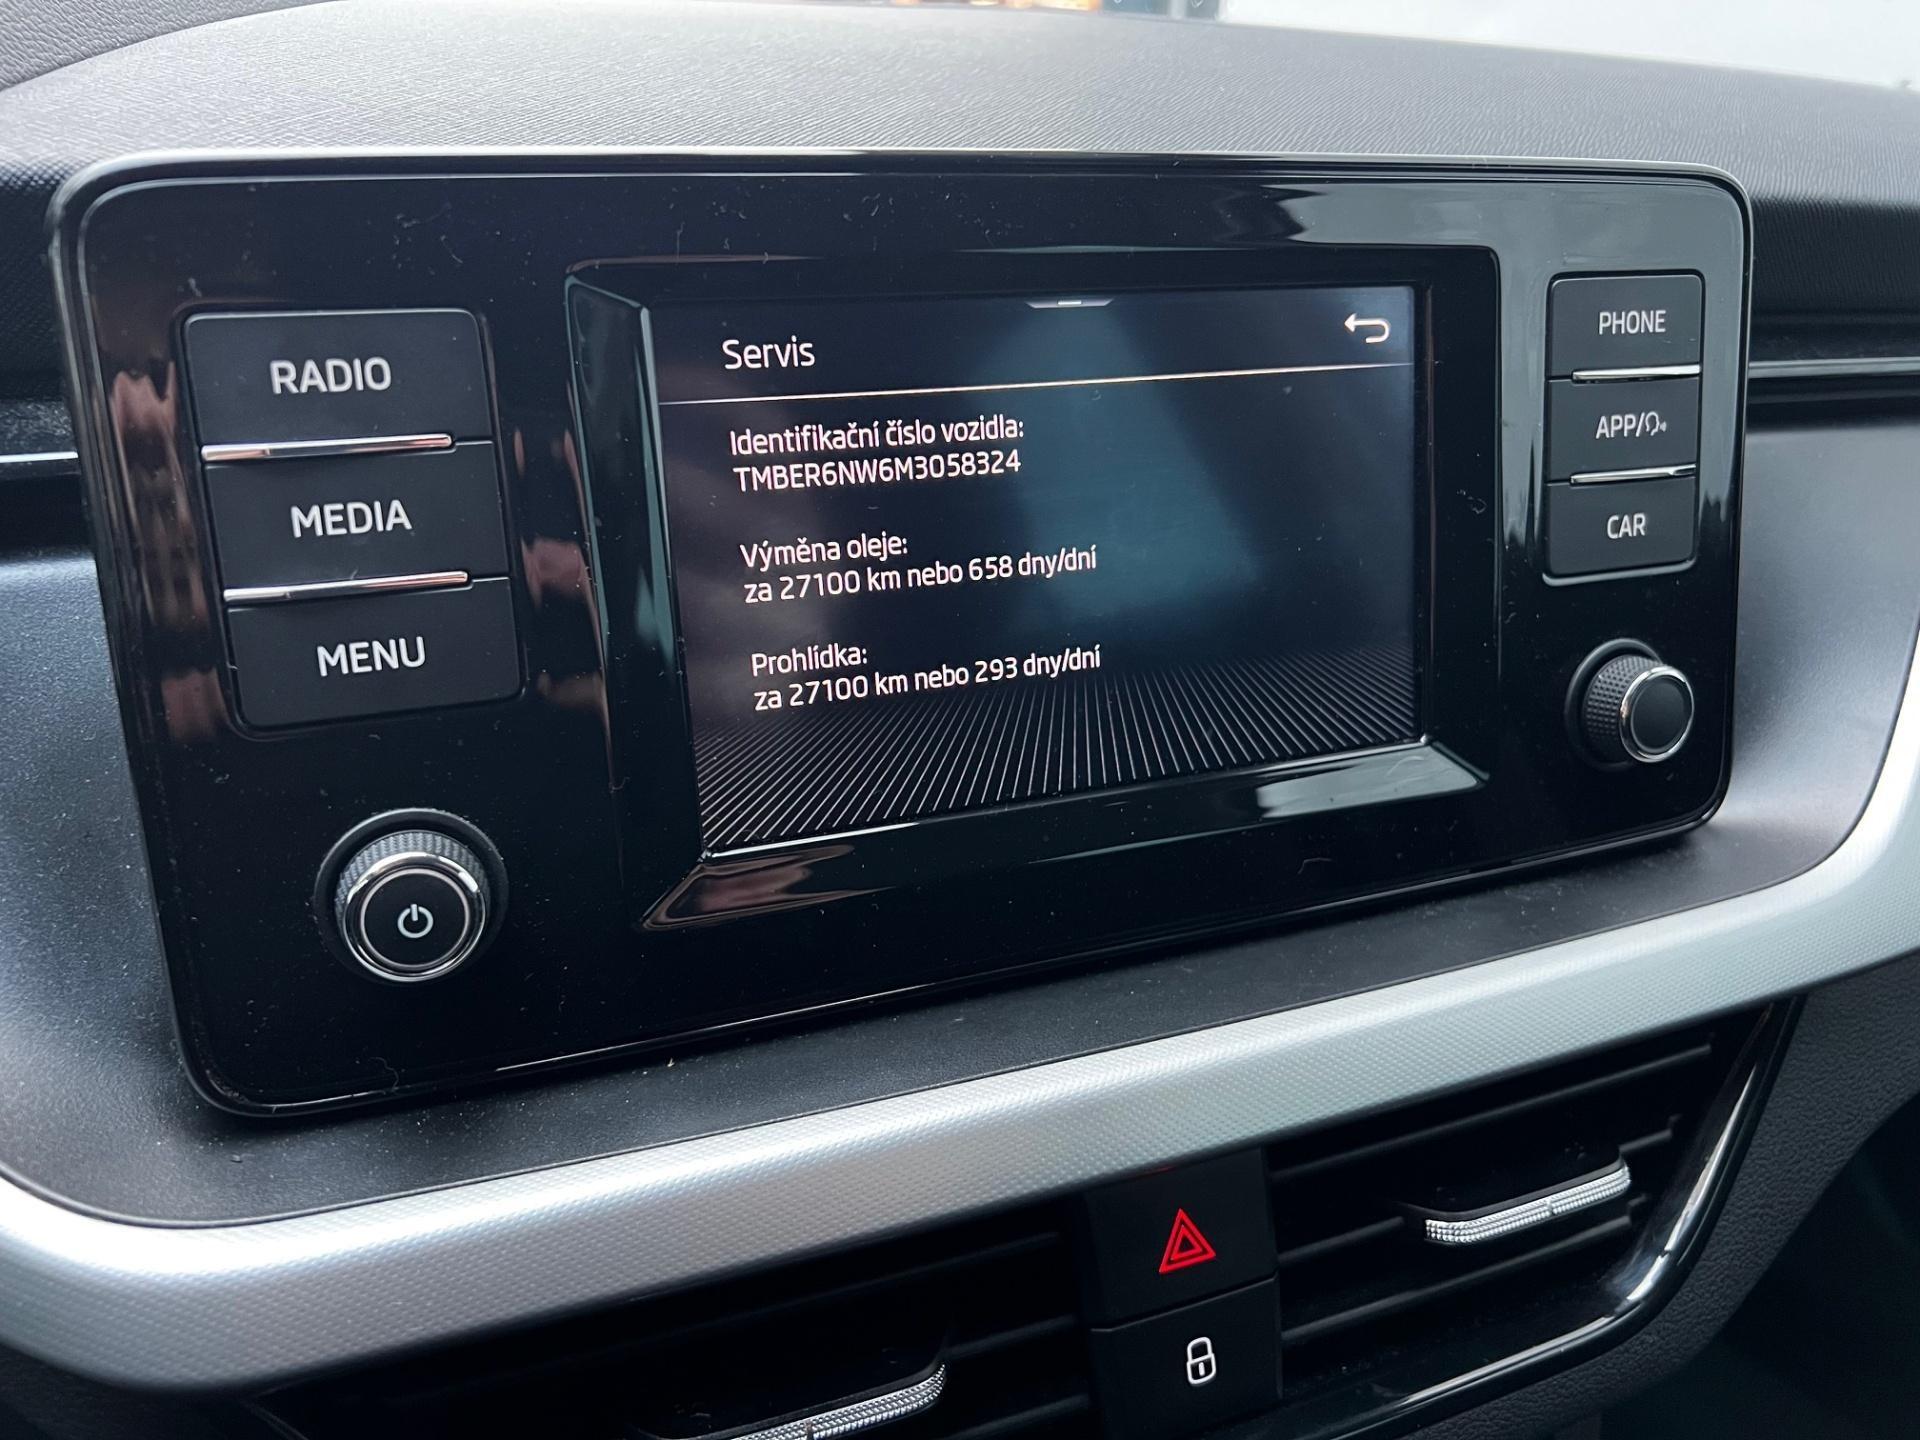 RADIO
MEDIA
MENU
Servis
Identifikační číslo vozidla:
TMBER6NW6M3058324
Výměna oleje:
za 27100 km nebo 658 dny/dní
Prohlídka:
za 27100 km nebo 293 dny/dní
PHONE
APP/
CAR